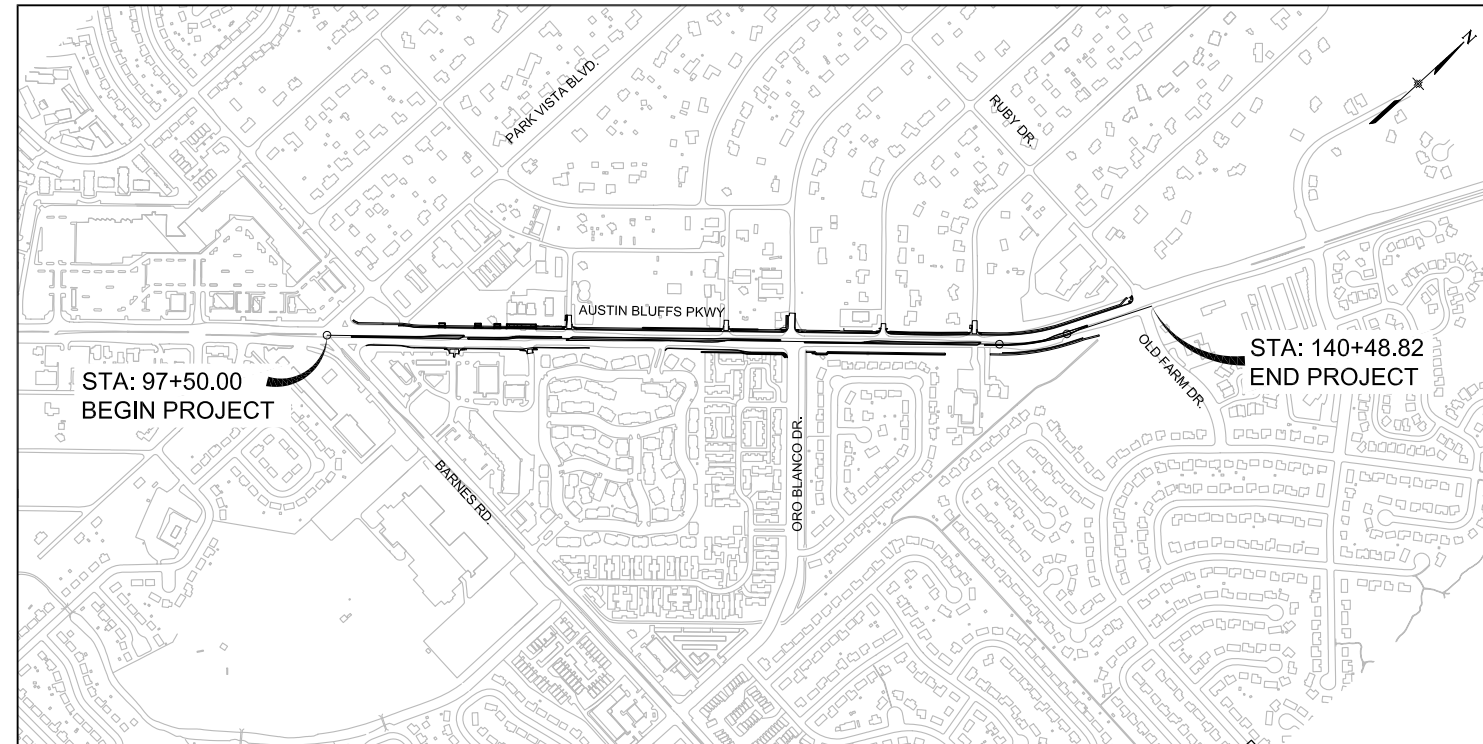 N
PARK VISTA BLVD.
RUBY DR.
AUSTIN BLUFFS PKWY
STA: 97+50.00
BEGIN PROJECT
STA: 140+48.82
END PROJECT
OLD FARM DR.
BARNES RD.
ORO BLANCO DR.